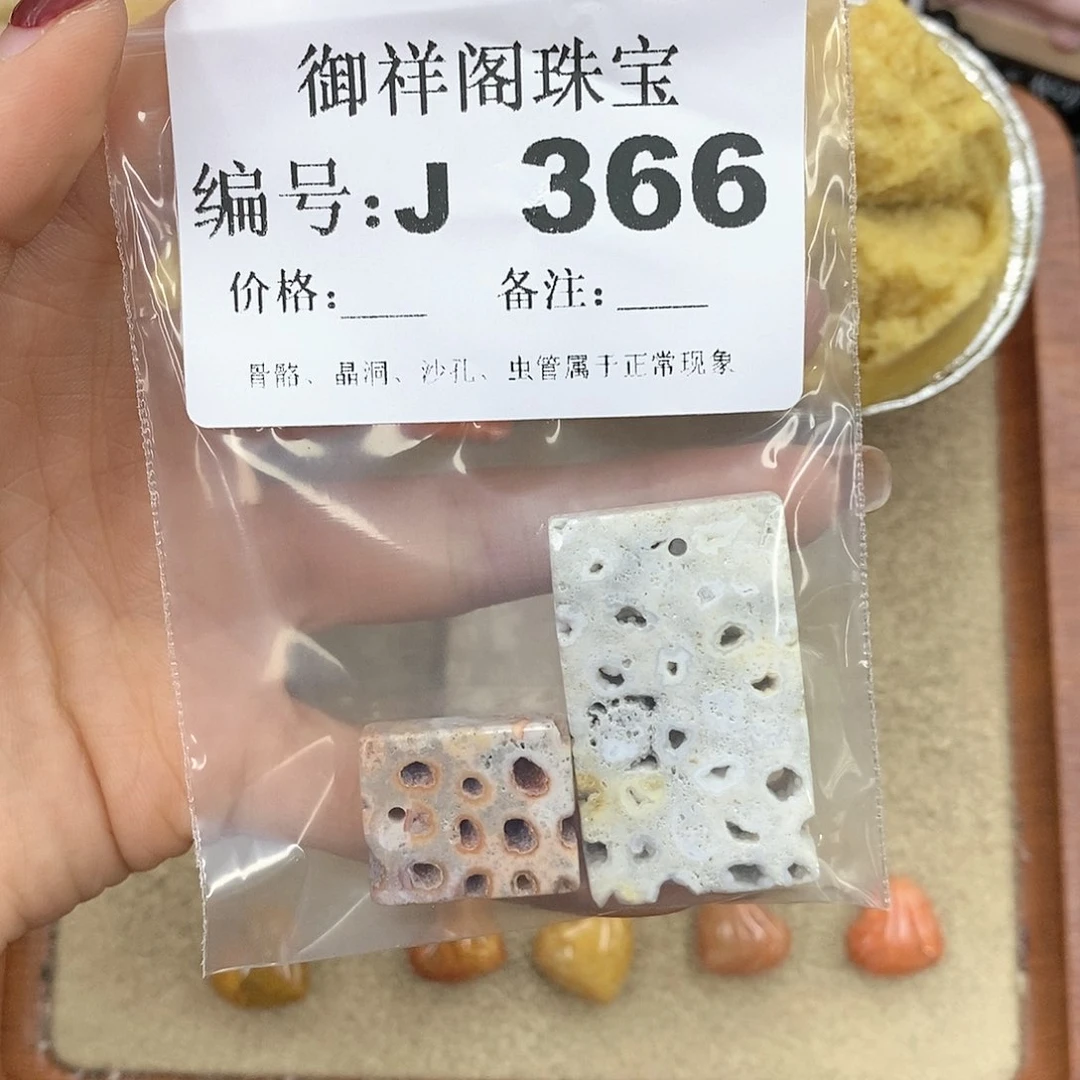 御祥阁珠宝
编号:J 366
价格:____ 备注:____
骨骼、晶洞、沙孔、虫管属于正常现象